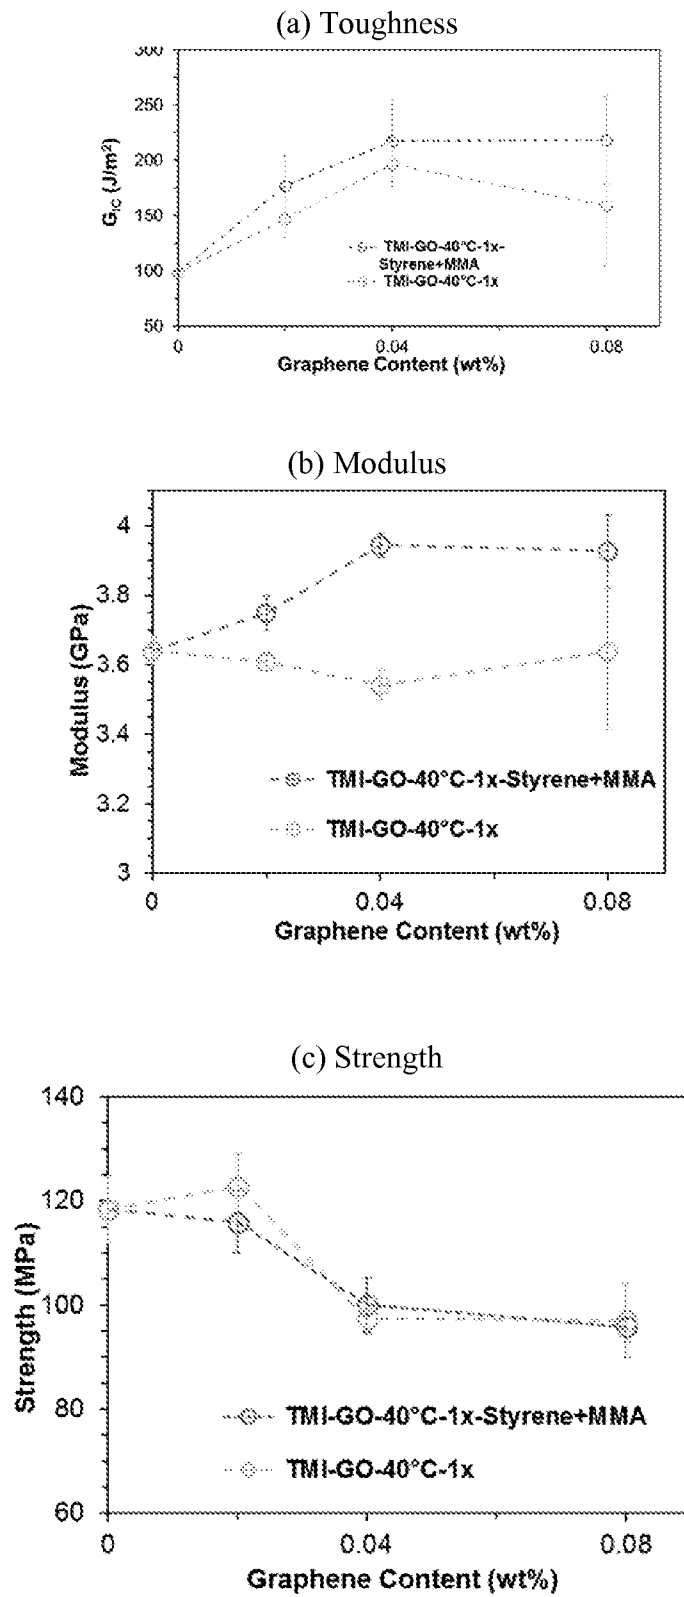 (a) Toughness
300
250
200
150
100
50
G_IC (J/m²)
TMI-GO-40°C-1x-
Styrene+MMA
TMI-GO-40°C-1x
0 0.04 0.08
Graphene Content (wt%)
(b) Modulus
4
3.8
3.6
3.4
3.2
3
Modulus (GPa)
TMI-GO-40°C-1x-Styrene+MMA
TMI-GO-40°C-1x
0 0.04 0.08
Graphene Content (wt%)
(c) Strength
140
120
100
80
60
Strength (MPa)
TMI-GO-40°C-1x-Styrene+MMA
TMI-GO-40°C-1x
0 0.04 0.08
Graphene Content (wt%)